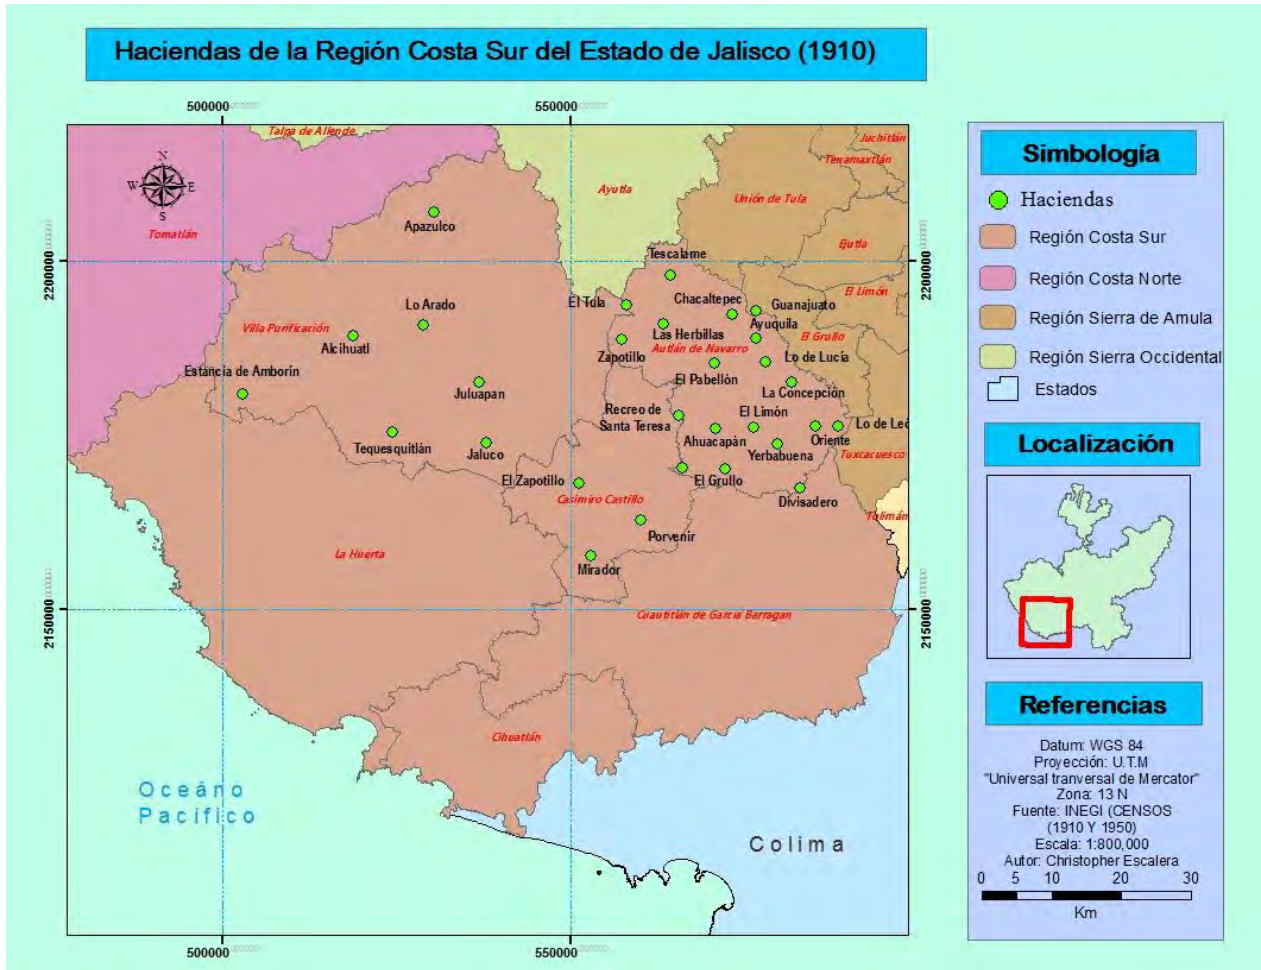 Haciendas de la Región Costa Sur del Estado de Jalisco (1910)
500000
550000
Talpa de Allende
Juchitlán
Tenamaxtlán
N
W
E
S
Ayutla
Unión de Tula
Apazulco
Tomatlán
Ejutla
Tescalame
2200000
2200000
El Limón
Chacaltepec
Guanajuato
El Tula
Lo Arado
Ayuquila
Villa Purificación
Las Herbillas
El Grullo
Alcihuatl
Autlán de Navarro
Zapotillo
Lo de Lucía
Estancia de Amborín
El Pabellón
Juluapan
La Concepción
Recreo de
Santa Teresa
El Limón
Lo de Leó
Ahuacapán
Oriente
Tequesquitlán
Jaluco
Yerbabuena
Tuxcacuesco
El Zapotillo
El Grullo
Casimiro Castillo
Divisadero
Tolimán
Porvenir
La Huerta
Mirador
2150000
2150000
Cuautitlán de Garcia Barragan
Cihuatlán
Oceáno
Pacífico
Colima
500000
550000
Simbología
Haciendas
Región Costa Sur
Región Costa Norte
Región Sierra de Amula
Región Sierra Occidental
Estados
Localización
Referencias
Datum: WGS 84
Proyección: U.T.M
"Universal tranversal de Mercator"
Zona: 13 N
Fuente: INEGI (CENSOS
(1910 Y 1950)
Escala: 1:800,000
Autor: Christopher Escalera
0 5 10 20 30
Km